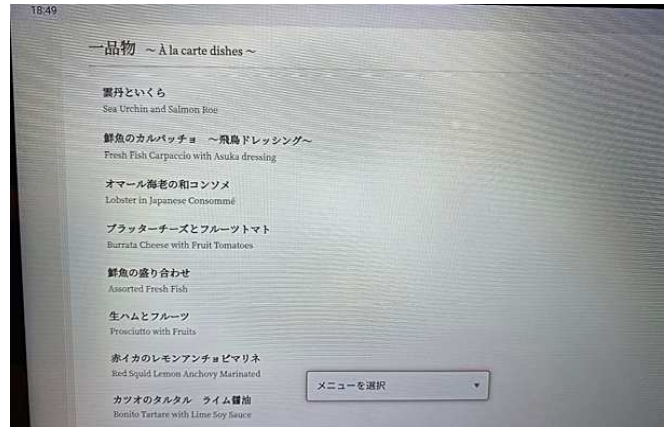 18:49
一品物 ～À la carte dishes～
雲丹といくら
Sea Urchin and Salmon Roe
鮮魚のカルパッチョ ～飛鳥ドレッシング～
Fresh Fish Carpaccio with Asuka dressing
オマール海老の和コンソメ
Lobster in Japanese Consommé
ブラッターチーズとフルーツトマト
Burrata Cheese with Fruit Tomatoes
鮮魚の盛り合わせ
Assorted Fresh Fish
生ハムとフルーツ
Prosciutto with Fruits
赤イカのレモンアンチョビマリネ
Red Squid Lemon Anchovy Marinated
メニューを選択
カツオのタルタル ライム醤油
Bonito Tartare with Lime Soy Sauce